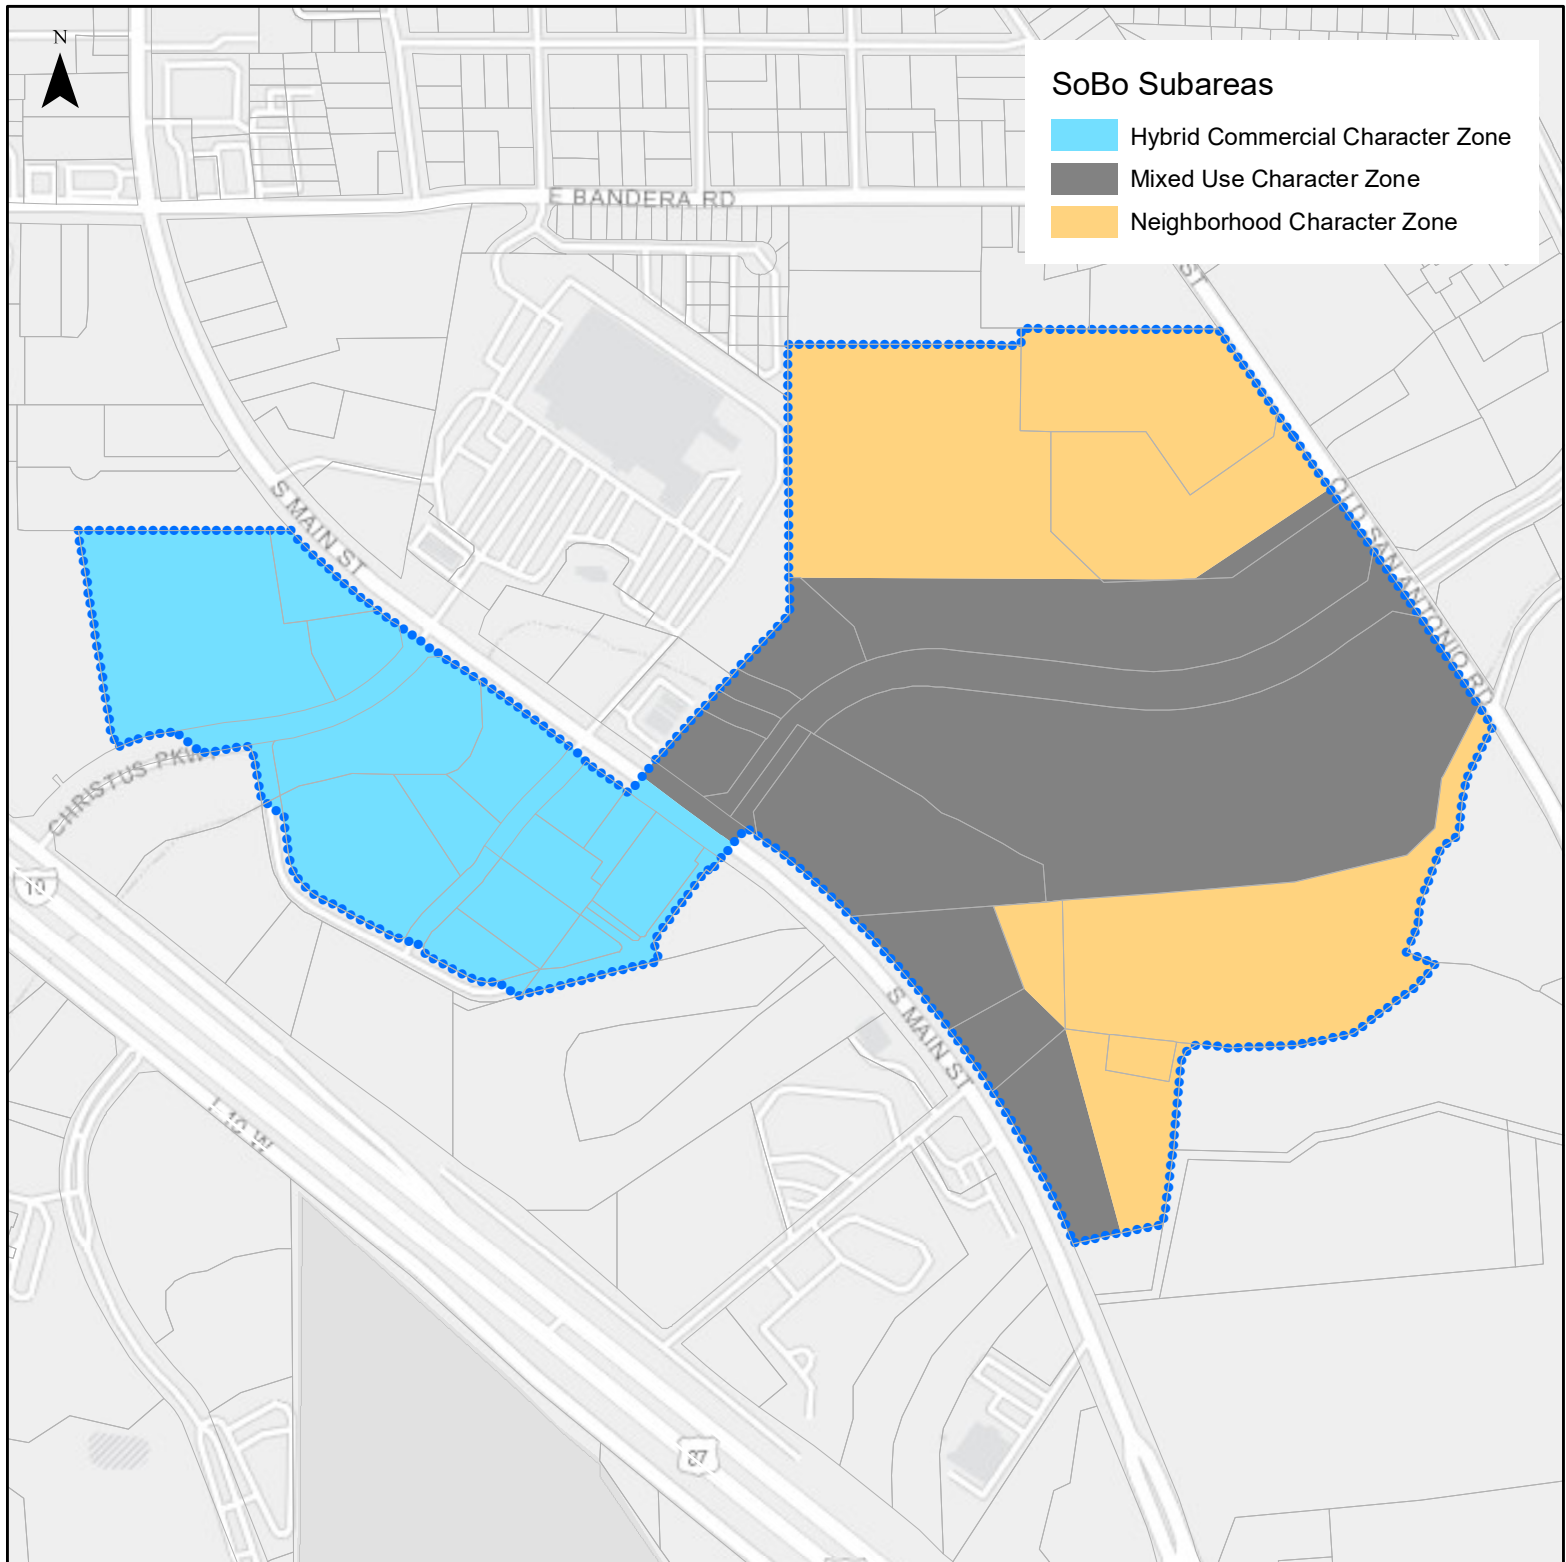 N
SoBo Subareas
Hybrid Commercial Character Zone
Mixed Use Character Zone
Neighborhood Character Zone
E BANDERA RD
ST
S MAIN ST
OLD SAN ANTONIO RD
CHRISTUS PKWY
10
S MAIN ST
87